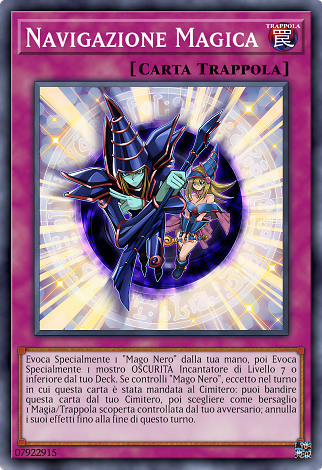 Navigazione Magica
TRAPPOLA
罠
[Carta Trappola]
Evoca Specialmente 1 "Mago Nero" dalla tua mano, poi Evoca
Specialmente 1 mostro OSCURITÀ Incantatore di Livello 7 o
inferiore dal tuo Deck. Se controlli "Mago Nero", eccetto nel turno
in cui questa carta è stata mandata al Cimitero: puoi bandire
questa carta dal tuo Cimitero, poi scegliere come bersaglio
1 Magia/Trappola scoperta controllata dal tuo avversario; annulla
i suoi effetti fino alla fine di questo turno.
07922915